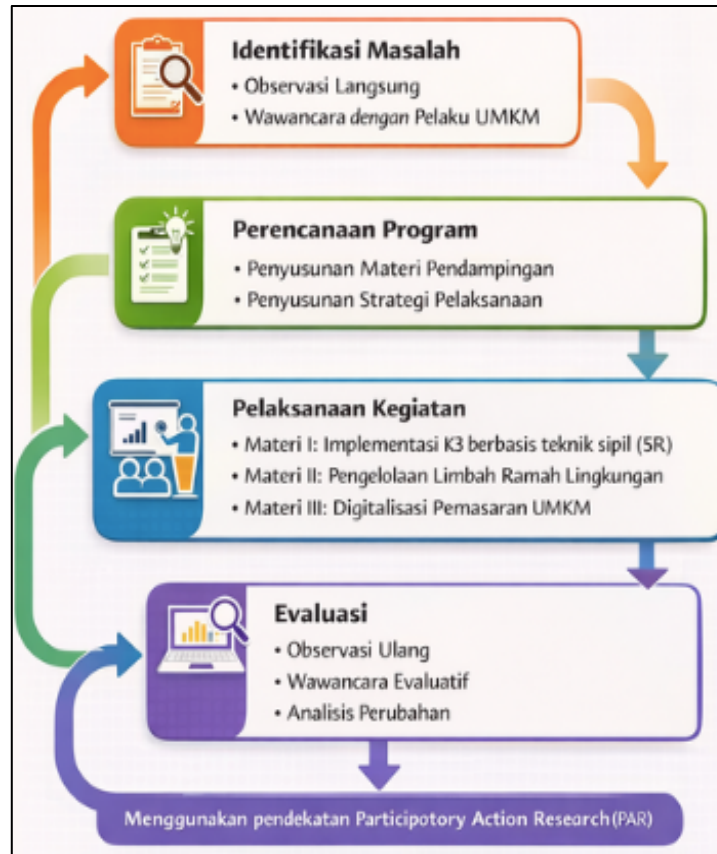 Identifikasi Masalah
• Observasi Langsung
• Wawancara dengan Pelaku UMKM
Perencanaan Program
• Penyusunan Materi Pendampingan
• Penyusunan Strategi Pelaksanaan
Pelaksanaan Kegiatan
• Materi I: Implementasi K3 berbasis teknik sipil (5R)
• Materi II: Pengelolaan Limbah Ramah Lingkungan
• Materi III: Digitalisasi Pemasaran UMKM
Evaluasi
• Observasi Ulang
• Wawancara Evaluatif
• Analisis Perubahan
Menggunakan pendekatan Participotory Action Research (PAR)